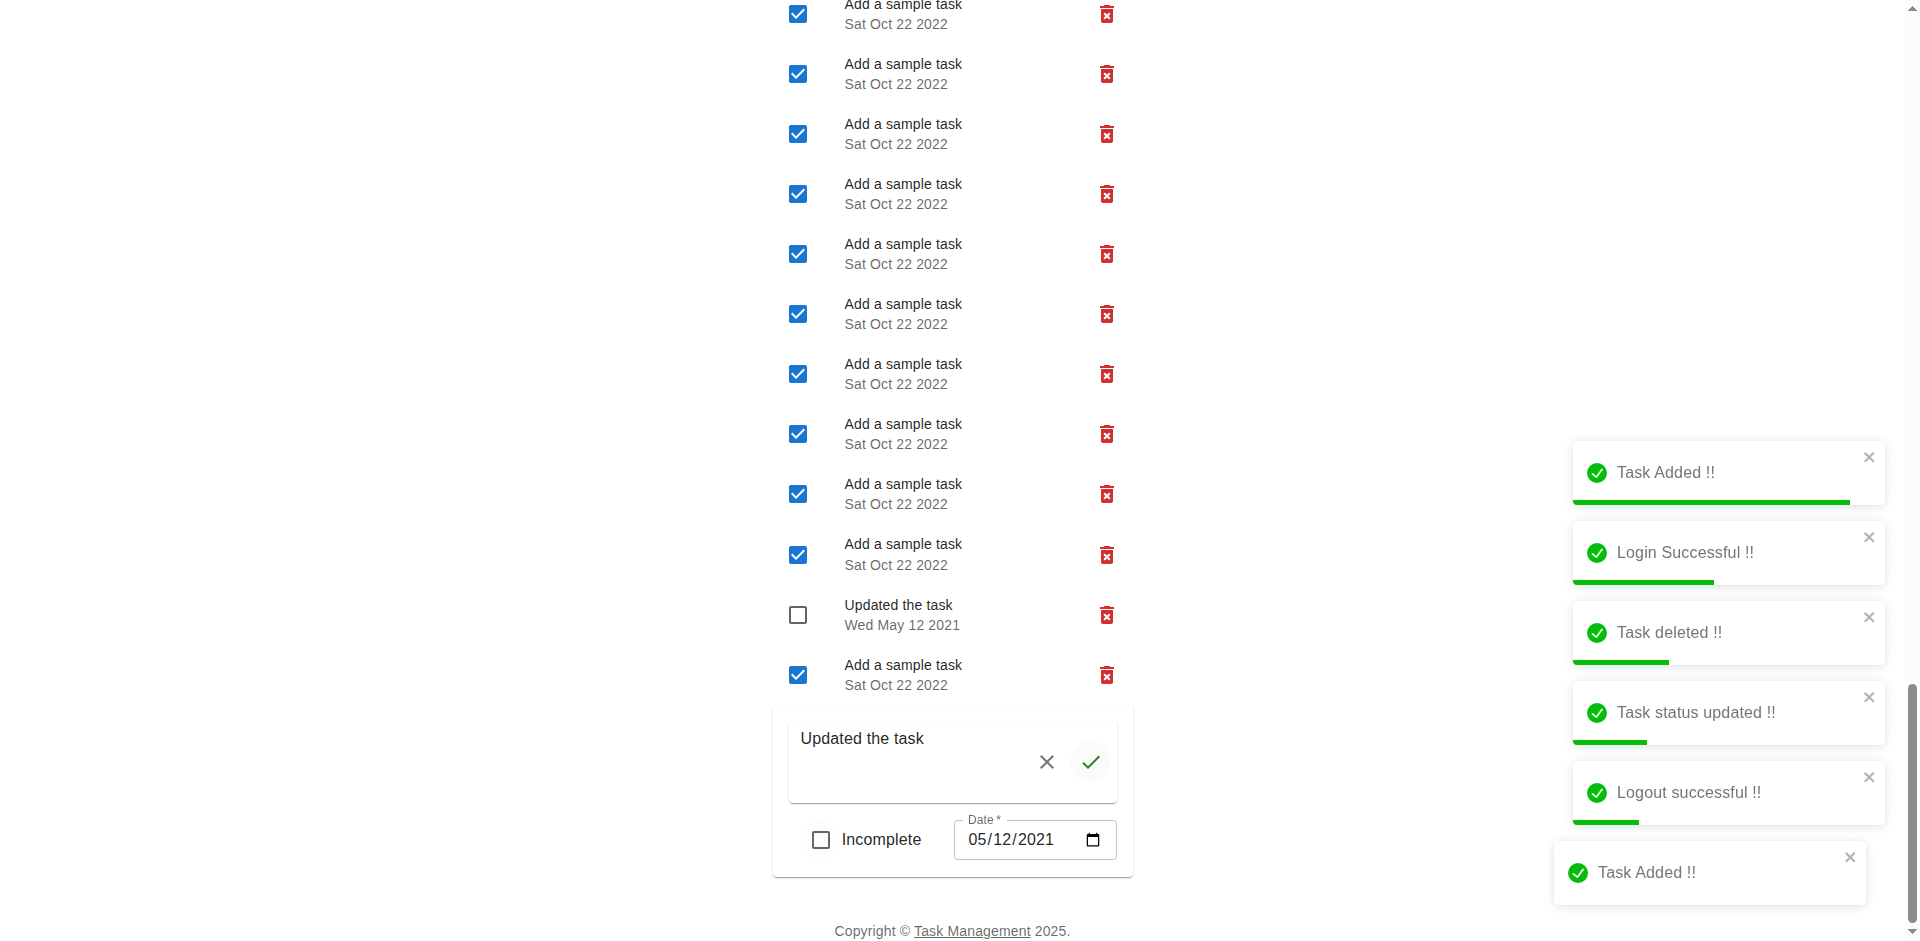 Add a sample task
Sat Oct 22 2022
Add a sample task
Sat Oct 22 2022
Add a sample task
Sat Oct 22 2022
Add a sample task
Sat Oct 22 2022
Add a sample task
Sat Oct 22 2022
Add a sample task
Sat Oct 22 2022
Add a sample task
Sat Oct 22 2022
Add a sample task
Sat Oct 22 2022
Add a sample task
Sat Oct 22 2022
Add a sample task
Sat Oct 22 2022
Updated the task
Wed May 12 2021
Add a sample task
Sat Oct 22 2022
Updated the task
Incomplete
Date *
05/12/2021
Copyright © Task Management 2025.
Task Added !!
Login Successful !!
Task deleted !!
Task status updated !!
Logout successful !!
Task Added !!